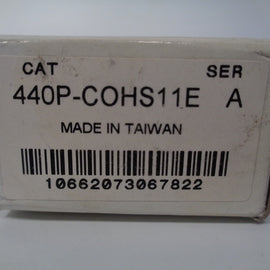 CAT SER
440P-COHS11E A
MADE IN TAIWAN
10662073067822